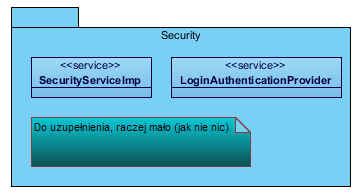 Security
<<service>>
SecurityServiceImp
<<service>>
LoginAuthenticationProvider
Do uzupełnienia, raczej mało (jak nie nic)